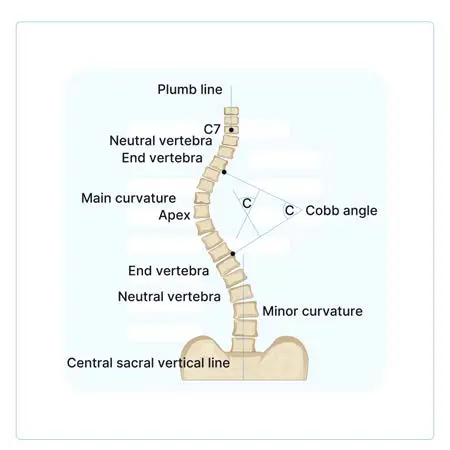 Plumb line
C7
Neutral vertebra
End vertebra
Main curvature
Apex
C
C
Cobb angle
End vertebra
Neutral vertebra
Minor curvature
Central sacral vertical line